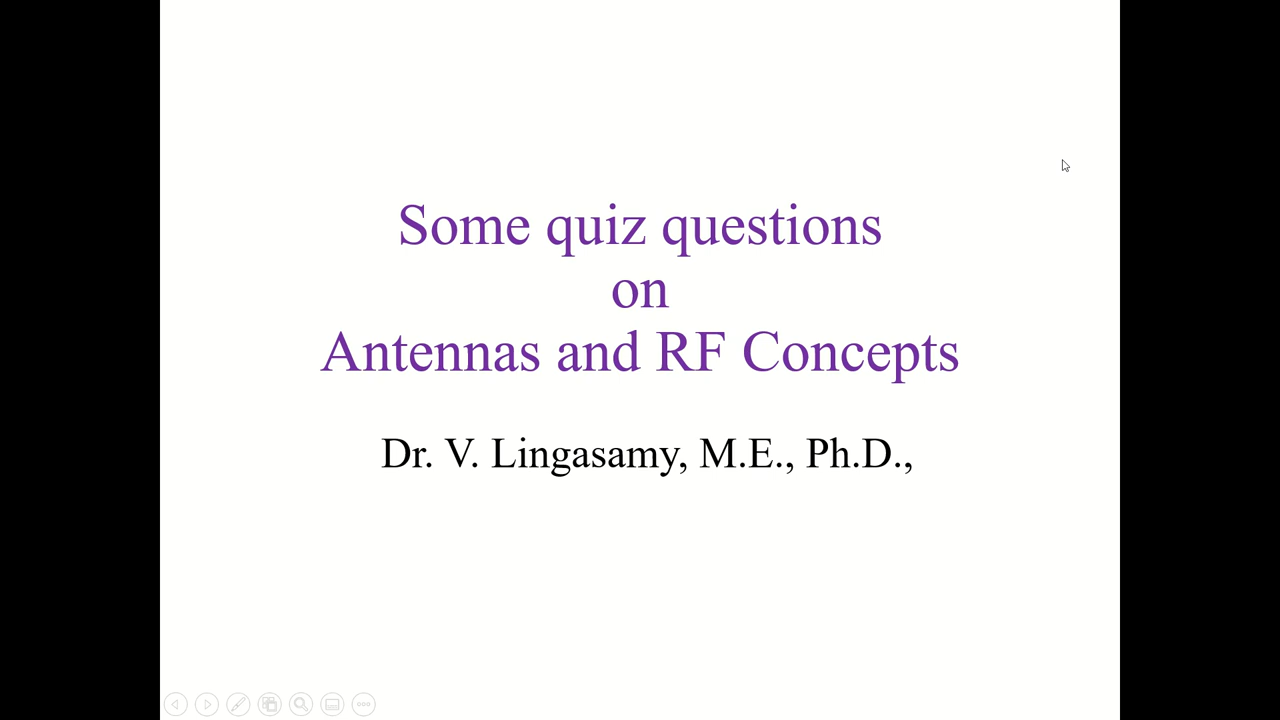 Some quiz questions
on
Antennas and RF Concepts
Dr. V. Lingasamy, M.E., Ph.D.,